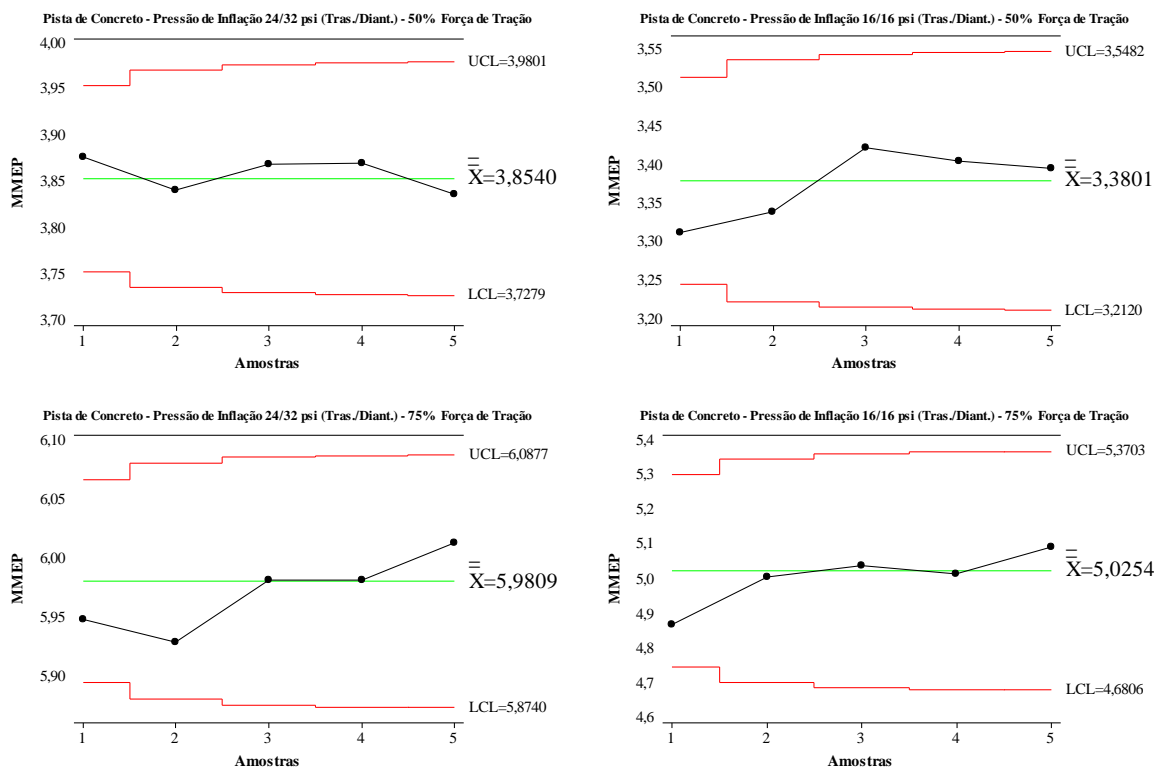 Pista de Concreto - Pressão de Inflação 24/32 psi (Tras./Diant.) - 50% Força de Tração
4,00
3,95
3,90
3,85
3,80
3,75
3,70
MMEP
UCL=3,9801
X=3,8540
LCL=3,7279
1 2 3 4 5
Amostras
Pista de Concreto - Pressão de Inflação 16/16 psi (Tras./Diant.) - 50% Força de Tração
3,55
3,50
3,45
3,40
3,35
3,30
3,25
3,20
MMEP
UCL=3,5482
X=3,3801
LCL=3,2120
1 2 3 4 5
Amostras
Pista de Concreto - Pressão de Inflação 24/32 psi (Tras./Diant.) - 75% Força de Tração
6,10
6,05
6,00
5,95
5,90
MMEP
UCL=6,0877
X=5,9809
LCL=5,8740
1 2 3 4 5
Amostras
Pista de Concreto - Pressão de Inflação 16/16 psi (Tras./Diant.) - 75% Força de Tração
5,4
5,3
5,2
5,1
5,0
4,9
4,8
4,7
4,6
MMEP
UCL=5,3703
X=5,0254
LCL=4,6806
1 2 3 4 5
Amostras